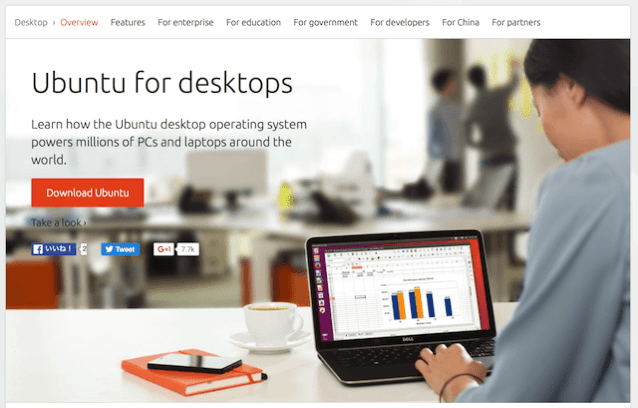 Desktop › Overview Features For enterprise For education For government For developers For China For partners
Ubuntu for desktops
Learn how the Ubuntu desktop operating system
powers millions of PCs and laptops around the
world.
Download Ubuntu
Take a look ›
いいね！ Tweet G+1 7.7k
DELL